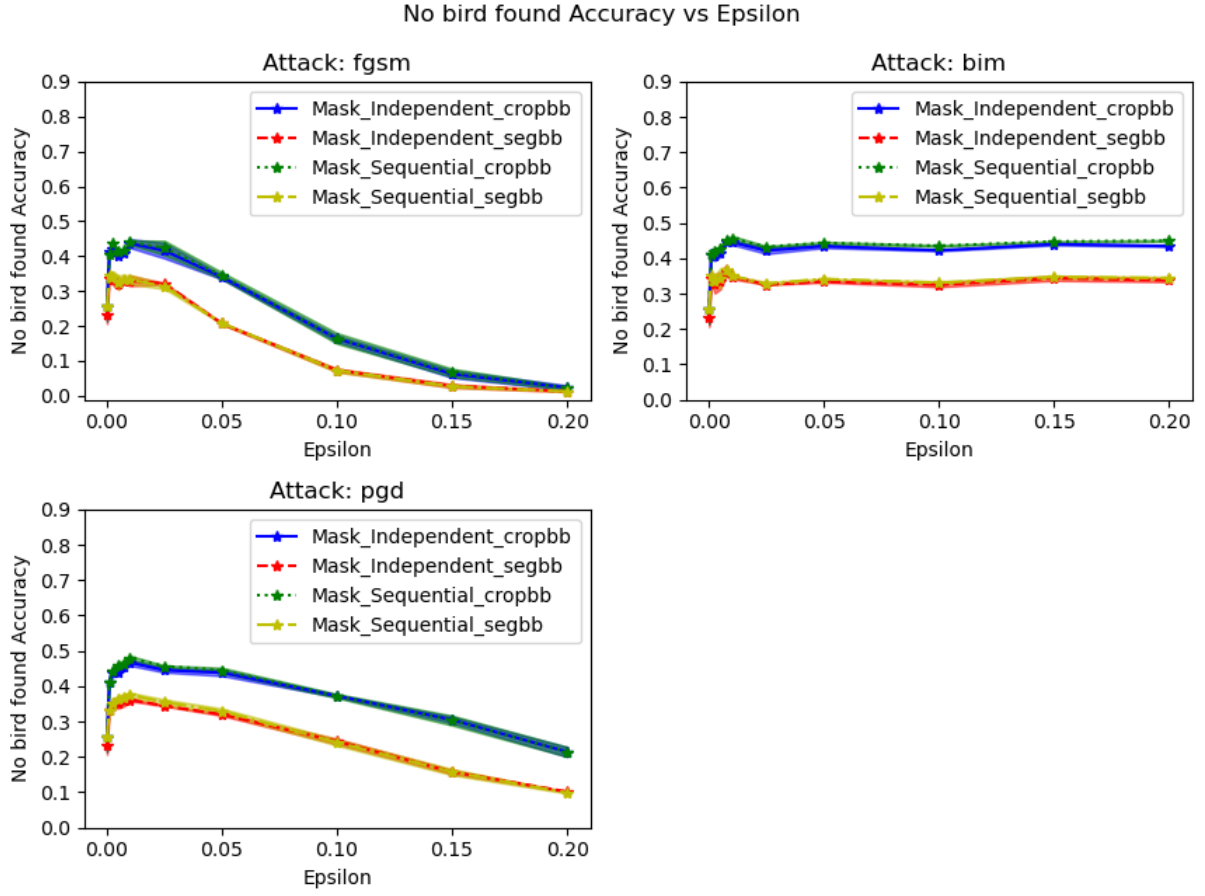 No bird found Accuracy vs Epsilon
Attack: fgsm
No bird found Accuracy
0.9
0.8
0.7
0.6
0.5
0.4
0.3
0.2
0.1
0.0
Mask_Independent_cropbb
Mask_Independent_segbb
Mask_Sequential_cropbb
Mask_Sequential_segbb
0.00 0.05 0.10 0.15 0.20
Epsilon
Attack: bim
No bird found Accuracy
0.9
0.8
0.7
0.6
0.5
0.4
0.3
0.2
0.1
0.0
Mask_Independent_cropbb
Mask_Independent_segbb
Mask_Sequential_cropbb
Mask_Sequential_segbb
0.00 0.05 0.10 0.15 0.20
Epsilon
Attack: pgd
No bird found Accuracy
0.9
0.8
0.7
0.6
0.5
0.4
0.3
0.2
0.1
0.0
Mask_Independent_cropbb
Mask_Independent_segbb
Mask_Sequential_cropbb
Mask_Sequential_segbb
0.00 0.05 0.10 0.15 0.20
Epsilon